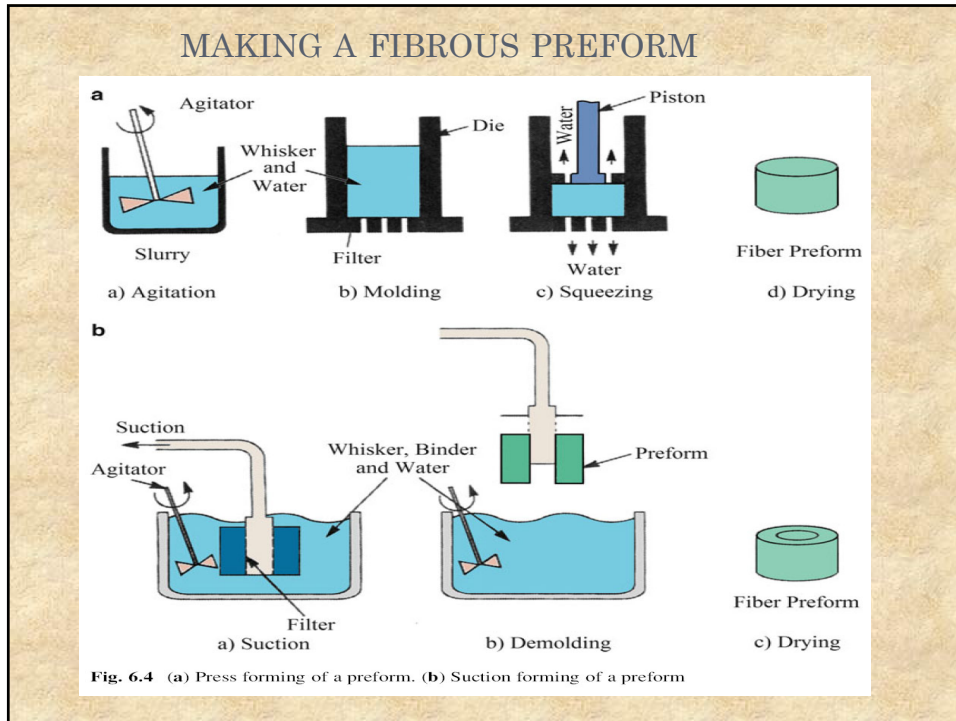 MAKING A FIBROUS PREFORM
a
Agitator
Whisker
and
Water
Slurry
a) Agitation
Die
Filter
b) Molding
Piston
Water
Water
c) Squeezing
Fiber Preform
d) Drying
b
Suction
Agitator
Whisker, Binder
and Water
Filter
a) Suction
Preform
b) Demolding
Fiber Preform
c) Drying
Fig. 6.4 (a) Press forming of a preform. (b) Suction forming of a preform